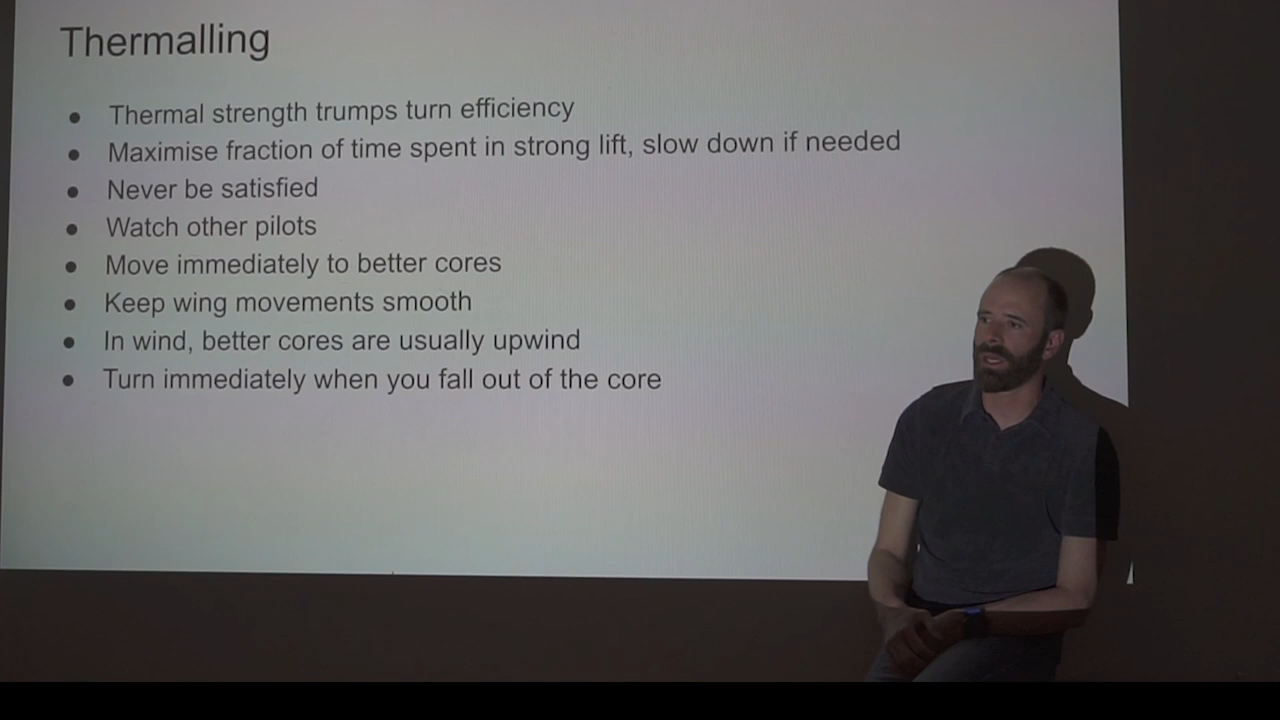 Thermalling
● Thermal strength trumps turn efficiency
● Maximise fraction of time spent in strong lift, slow down if needed
● Never be satisfied
● Watch other pilots
● Move immediately to better cores
● Keep wing movements smooth
● In wind, better cores are usually upwind
● Turn immediately when you fall out of the core